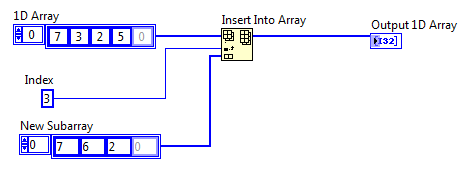 1D Array
0 7 3 2 5 0
Insert Into Array
Output 1D Array
[I32]
Index
3
New Subarray
0 7 6 2 0